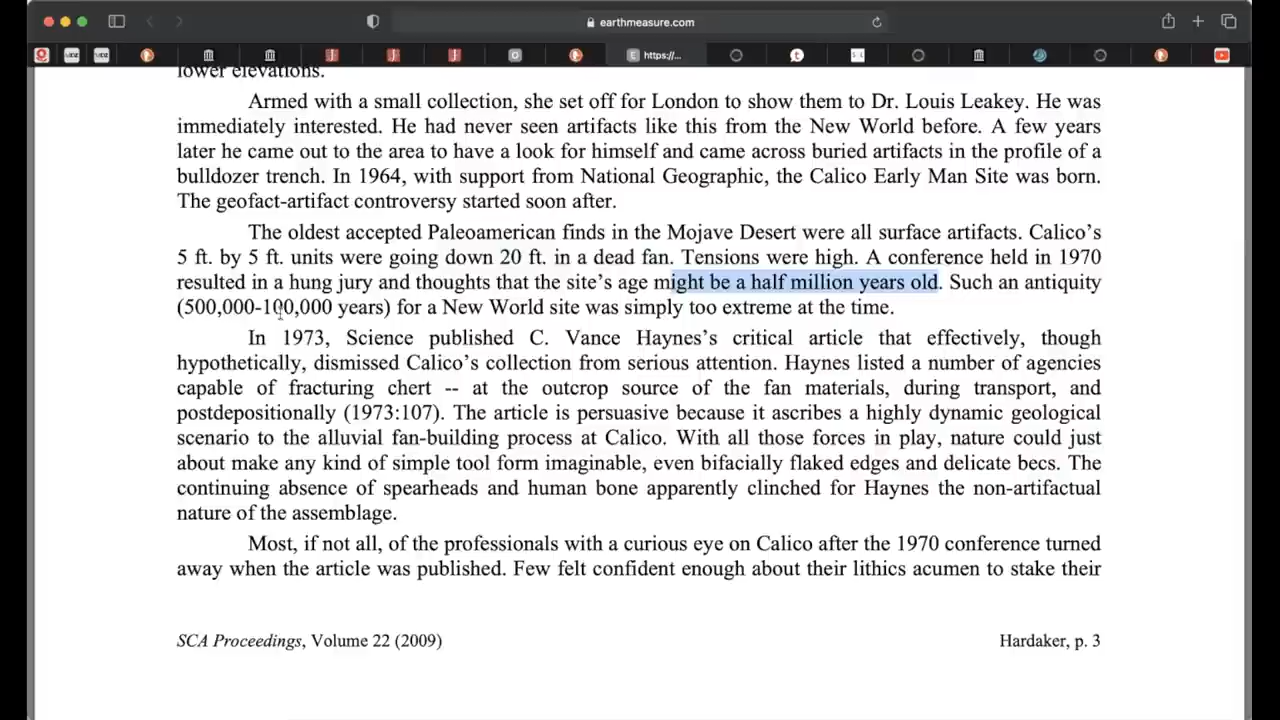 earthmeasure.com
https://...
lower elevations.
Armed with a small collection, she set off for London to show them to Dr. Louis Leakey. He was
immediately interested. He had never seen artifacts like this from the New World before. A few years
later he came out to the area to have a look for himself and came across buried artifacts in the profile of a
bulldozer trench. In 1964, with support from National Geographic, the Calico Early Man Site was born.
The geofact-artifact controversy started soon after.
The oldest accepted Paleoamerican finds in the Mojave Desert were all surface artifacts. Calico's
5 ft. by 5 ft. units were going down 20 ft. in a dead fan. Tensions were high. A conference held in 1970
resulted in a hung jury and thoughts that the site's age might be a half million years old. Such an antiquity
(500,000-100,000 years) for a New World site was simply too extreme at the time.
In 1973, Science published C. Vance Haynes's critical article that effectively, though
hypothetically, dismissed Calico's collection from serious attention. Haynes listed a number of agencies
capable of fracturing chert -- at the outcrop source of the fan materials, during transport, and
postdepositionally (1973:107). The article is persuasive because it ascribes a highly dynamic geological
scenario to the alluvial fan-building process at Calico. With all those forces in play, nature could just
about make any kind of simple tool form imaginable, even bifacially flaked edges and delicate becs. The
continuing absence of spearheads and human bone apparently clinched for Haynes the non-artifactual
nature of the assemblage.
Most, if not all, of the professionals with a curious eye on Calico after the 1970 conference turned
away when the article was published. Few felt confident enough about their lithics acumen to stake their
SCA Proceedings, Volume 22 (2009)
Hardaker, p. 3